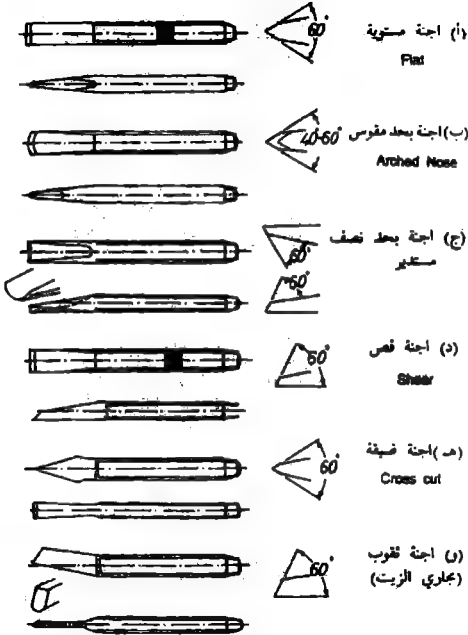 (أ) اجنة مستوية
60°
Flat
(ب) اجنة بحد مقوس
40-60°
Arched Nose
(ج) اجنة بحد نصف
مستدير
60°
60°
(د) اجنة قص
60°
Shear
(هـ) اجنة ضيقة
60°
Cross cut
(و) اجنة ثقوب
(مجاري الزيت)
60°